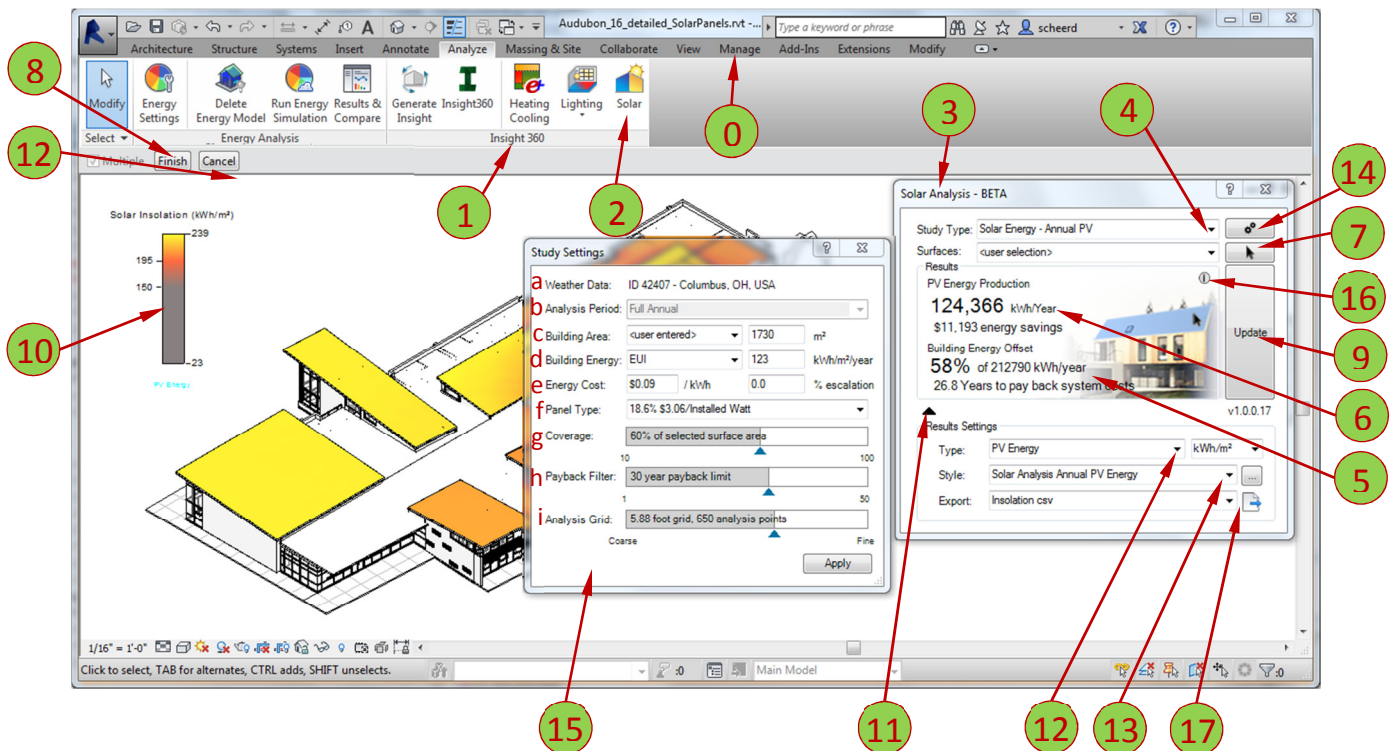 Audubon_16_detailed_SolarPanels.rvt -...
Type a keyword or phrase
scheerd
Architecture Structure Systems Insert Annotate Analyze Massing & Site Collaborate View Manage Add-Ins Extensions Modify
Modify
Energy Settings
Delete Energy Model
Run Energy Simulation
Results & Compare
Generate Insight
Insight360
Heating Cooling
Lighting
Solar
Select
Energy Analysis
Insight 360
Multiple Finish Cancel
8
12
0
1
2
3
4
14
7
16
9
6
5
10
15
11
12
13
17
Solar Insolation (kWh/m²)
239
195
150
23
PV Energy
Study Settings
a Weather Data: ID 42407 - Columbus, OH, USA
b Analysis Period: Full Annual
c Building Area: <user entered> 1730 m²
d Building Energy: EUI 123 kWh/m²/year
e Energy Cost: $0.09 / kWh 0.0 % escalation
f Panel Type: 18.6% $3.06/Installed Watt
g Coverage: 60% of selected surface area
10 100
h Payback Filter: 30 year payback limit
1 50
i Analysis Grid: 5.88 foot grid, 650 analysis points
Coarse Fine
Apply
Solar Analysis - BETA
Study Type: Solar Energy - Annual PV
Surfaces: <user selection>
Results
PV Energy Production
124,366 kWh/Year
$11,193 energy savings
Building Energy Offset
58% of 212790 kWh/year
26.8 Years to pay back system costs
Update
v1.0.0.17
Results Settings
Type: PV Energy kWh/m²
Style: Solar Analysis Annual PV Energy ...
Export: Insolation csv
1/16" = 1'-0"
Click to select, TAB for alternates, CTRL adds, SHIFT unselects.
:0
Main Model
:0